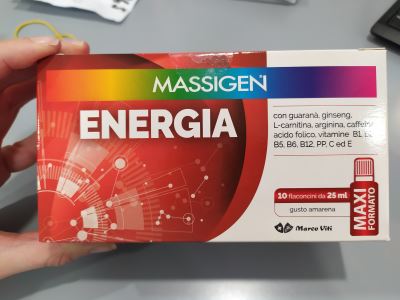 MASSIGEN
ENERGIA
con guaranà, ginseng,
L-carnitina, arginina, caffeina
acido folico, vitamine B1, B2
B5, B6, B12, PP, C ed E
10 flaconcini da 25 ml
gusto amarena
Marco Viti
MAXI
FORMATO